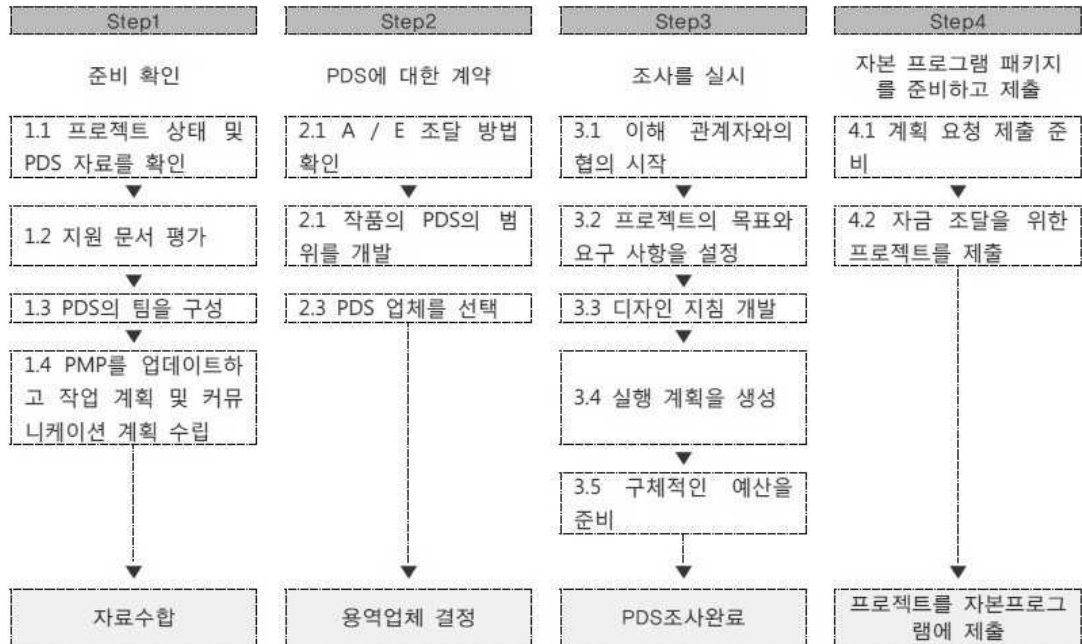 Step1
준비 확인
1.1 프로젝트 상태 및
PDS 자료를 확인
1.2 지원 문서 평가
1.3 PDS의 팀을 구성
1.4 PMP를 업데이트하
고 작업 계획 및 커뮤
니케이션 계획 수립
자료수합
Step2
PDS에 대한 계약
2.1 A / E 조달 방법
확인
2.1 작품의 PDS의 범
위를 개발
2.3 PDS 업체를 선택
용역업체 결정
Step3
조사를 실시
3.1 이해 관계자와의
협의 시작
3.2 프로젝트의 목표와
요구 사항을 설정
3.3 디자인 지침 개발
3.4 실행 계획을 생성
3.5 구체적인 예산을
준비
PDS조사완료
Step4
자본 프로그램 패키지
를 준비하고 제출
4.1 계획 요청 제출 준
비
4.2 자금 조달을 위한
프로젝트를 제출
프로젝트를 자본프로그
램에 제출